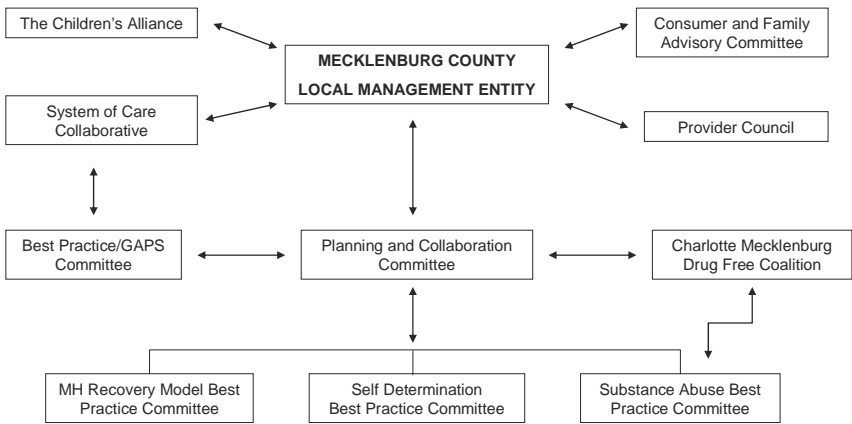 The Children's Alliance
Consumer and Family
Advisory Committee
MECKLENBURG COUNTY
LOCAL MANAGEMENT ENTITY
System of Care
Collaborative
Provider Council
Best Practice/GAPS
Committee
Planning and Collaboration
Committee
Charlotte Mecklenburg
Drug Free Coalition
MH Recovery Model Best
Practice Committee
Self Determination
Best Practice Committee
Substance Abuse Best
Practice Committee